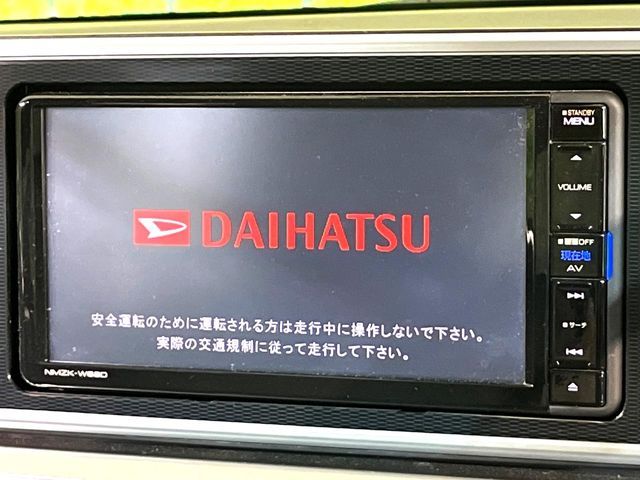 STANDBY
MENU
VOLUME
DAIHATSU
画面OFF
現在地
AV
サーチ
安全運転のために運転される方は走行中に操作しないで下さい。
実際の交通規制に従って走行して下さい。
NMZK-W68D